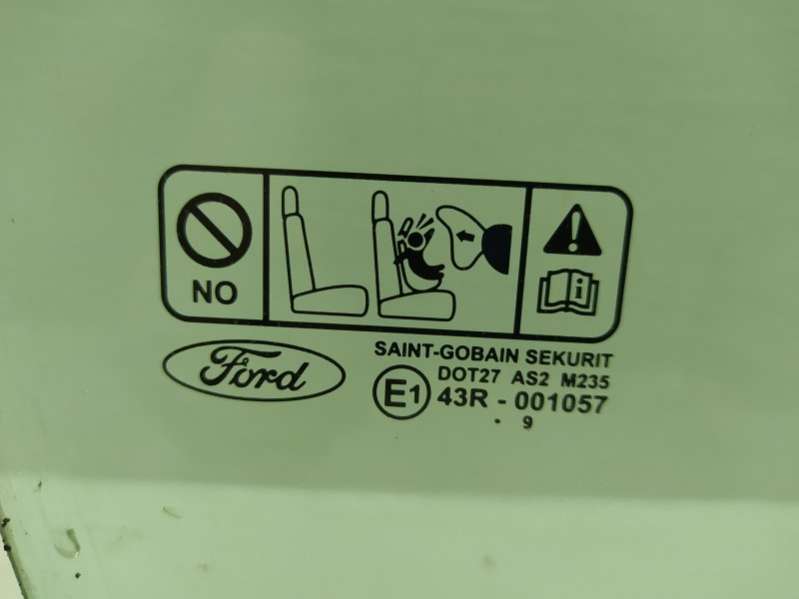 NO
i
Ford
SAINT-GOBAIN SEKURIT
DOT27 AS2 M235
E1 43R - 001057
. 9